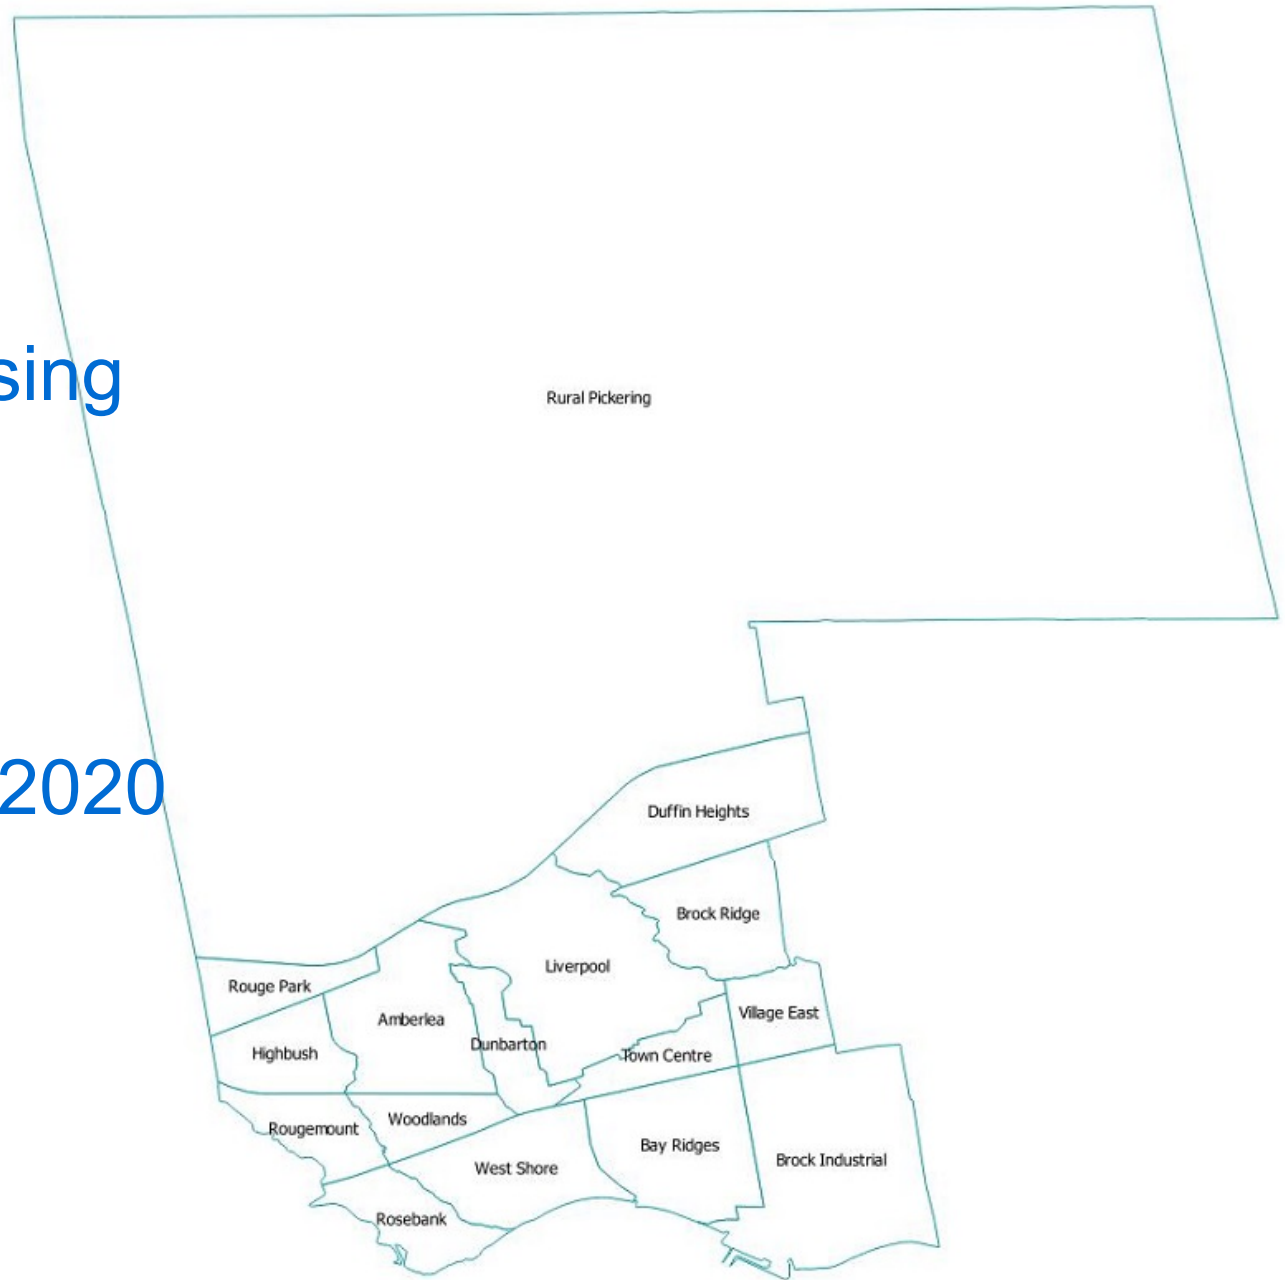 sing
Rural Pickering
2020
Duffin Heights
Brock Ridge
Liverpool
Rouge Park
Village East
Amberlea
Dunbarton
Highbush
Town Centre
Woodlands
Rougemount
Bay Ridges
Brock Industrial
West Shore
Rosebank